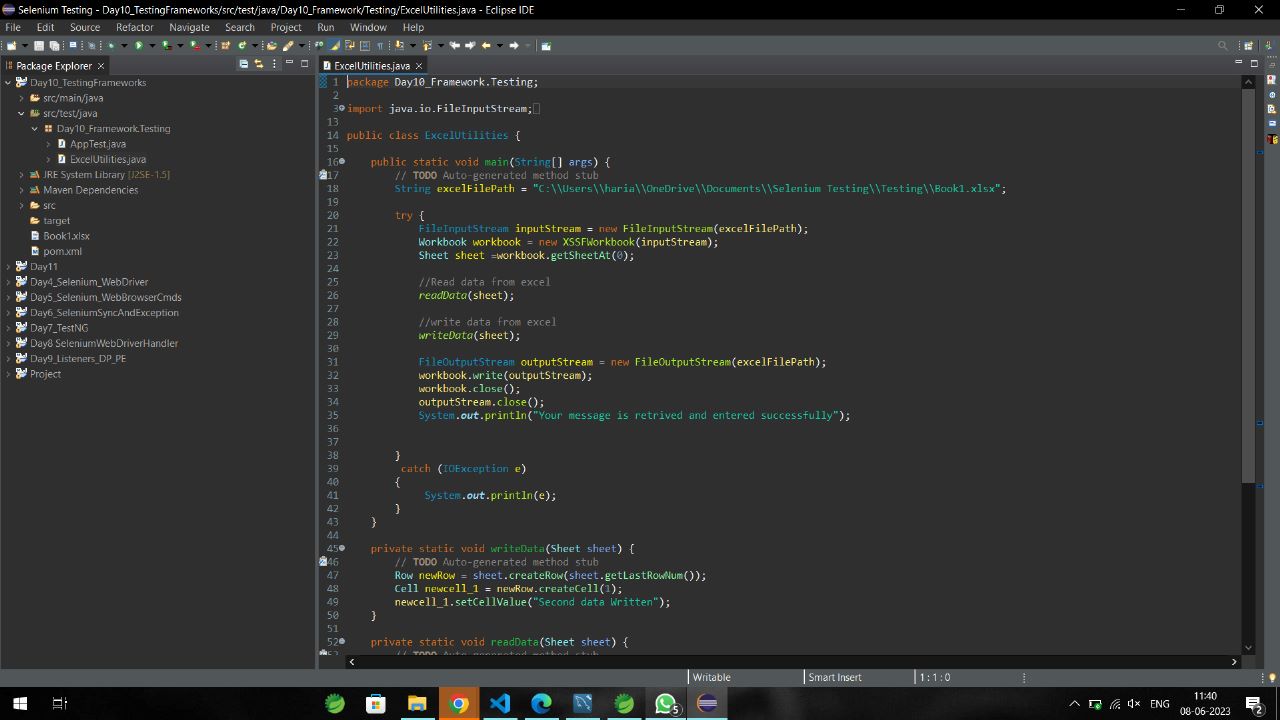 Selenium Testing - Day10_TestingFrameworks/src/test/java/Day10_Framework/Testing/ExcelUtilities.java - Eclipse IDE
File Edit Source Refactor Navigate Search Project Run Window Help
Package Explorer
ExcelUtilities.java
Day10_TestingFrameworks
src/main/java
src/test/java
Day10_Framework.Testing
AppTest.java
ExcelUtilities.java
JRE System Library [J2SE-1.5]
Maven Dependencies
src
target
Book1.xlsx
pom.xml
Day11
Day4_Selenium_WebDriver
Day5_Selenium_WebBrowserCmds
Day6_SeleniumSyncAndException
Day7_TestNG
Day8 SeleniumWebDriverHandler
Day9_Listeners_DP_PE
Project
1 package Day10_Framework.Testing;
2
3 import java.io.FileInputStream;
13
14 public class ExcelUtilities {
15
16 public static void main(String[] args) {
17 // TODO Auto-generated method stub
18 String excelFilePath = "C:\\Users\\haria\\OneDrive\\Documents\\Selenium Testing\\Testing\\Book1.xlsx";
19
20 try {
21 FileInputStream inputStream = new FileInputStream(excelFilePath);
22 Workbook workbook = new XSSFWorkbook(inputStream);
23 Sheet sheet =workbook.getSheetAt(0);
24
25 //Read data from excel
26 readData(sheet);
27
28 //write data from excel
29 writeData(sheet);
30
31 FileOutputStream outputStream = new FileOutputStream(excelFilePath);
32 workbook.write(outputStream);
33 workbook.close();
34 outputStream.close();
35 System.out.println("Your message is retrived and entered successfully");
36
37
38 }
39 catch (IOException e)
40 {
41 System.out.println(e);
42 }
43 }
44
45 private static void writeData(Sheet sheet) {
46 // TODO Auto-generated method stub
47 Row newRow = sheet.createRow(sheet.getLastRowNum());
48 Cell newcell_1 = newRow.createCell(1);
49 newcell_1.setCellValue("Second data Written");
50 }
51
52 private static void readData(Sheet sheet) {
53 // TODO Auto-generated method stub
Writable Smart Insert 1 : 1 : 0
5
ENG
11:40
08-06-2023
2